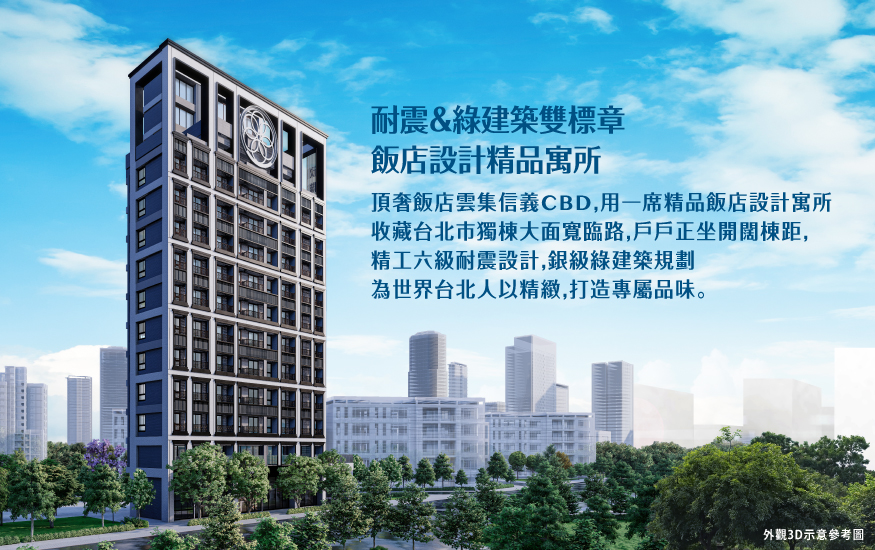 耐震&綠建築雙標章
飯店設計精品寓所
頂奢飯店雲集信義CBD,用一席精品飯店設計寓所
收藏台北市獨棟大面寬臨路,戶戶正坐開闊棟距,
精工六級耐震設計,銀級綠建築規劃
為世界台北人以精緻,打造專屬品味。
外觀3D示意參考圖